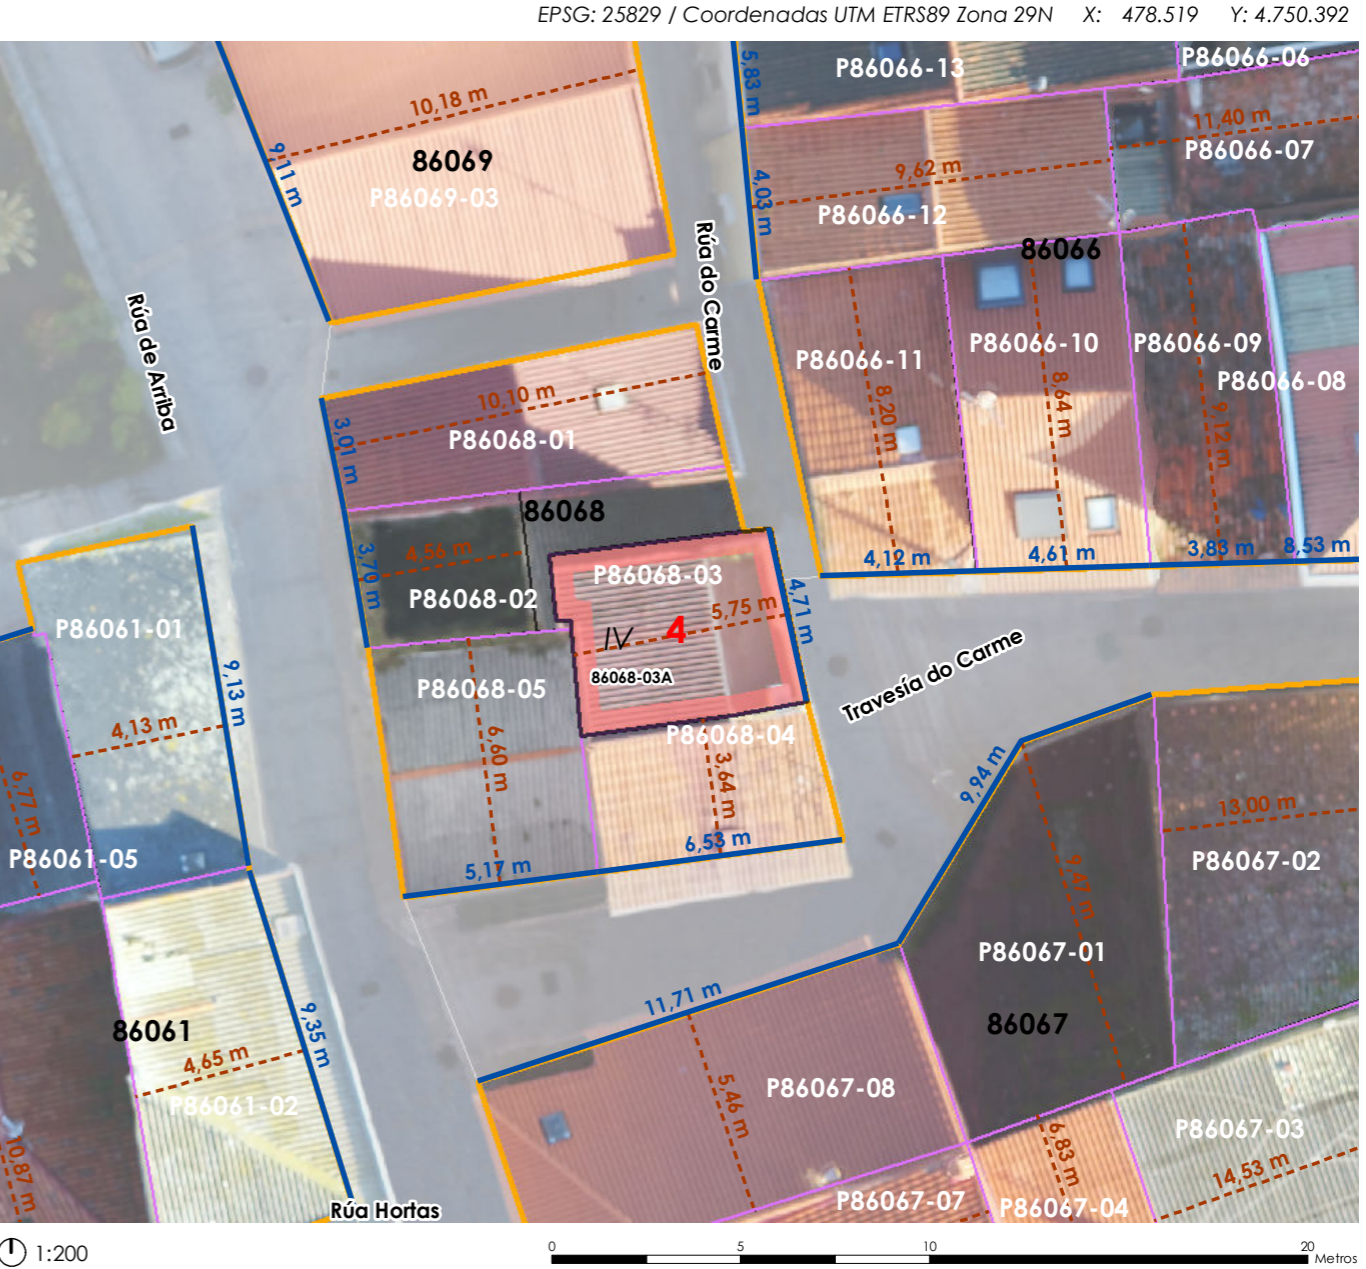 EPSG: 25829 / Coordenadas UTM ETRS89 Zona 29N X: 478.519 Y: 4.750.392
5,83 m
P86066-13
P86066-06
10,18 m
11,40 m
86069
P86066-07
9,11 m
9,62 m
P86069-03
4,03 m
P86066-12
Rúa do Carme
86066
Rúa de Arriba
P86066-11
P86066-10
P86066-09
P86066-08
10,10 m
8,20 m
8,64 m
9,12 m
3,01 m
P86068-01
86068
4,56 m
4,12 m
4,61 m
3,83 m
8,53 m
3,70 m
P86068-02
P86068-03
5,75 m
4,71 m
P86061-01
IV
4
86068-03A
Travesía do Carme
9,13 m
P86068-05
4,13 m
P86068-04
6,60 m
3,64 m
9,94 m
6,77 m
13,00 m
P86061-05
5,17 m
6,53 m
P86067-02
9,47 m
P86067-01
11,71 m
86061
86067
9,35 m
4,65 m
P86061-02
5,46 m
P86067-08
P86067-03
6,83 m
10,87 m
14,53 m
Rúa Hortas
P86067-07
P86067-04
1:200
0 5 10 20
Metros